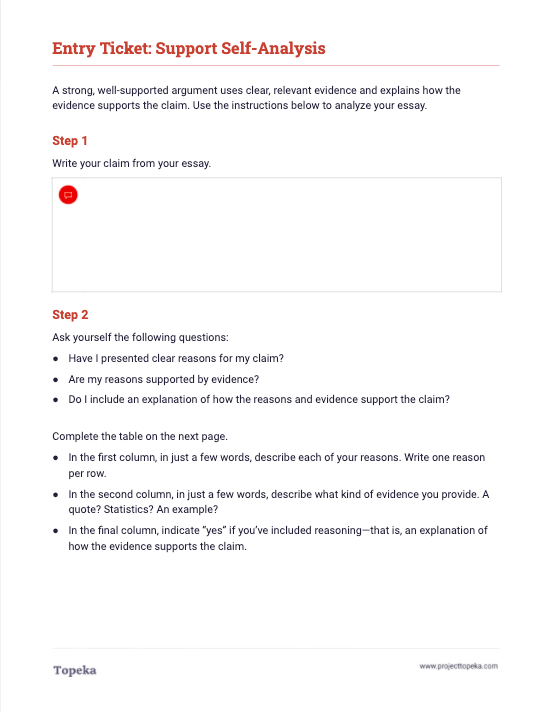 Entry Ticket: Support Self-Analysis
A strong, well-supported argument uses clear, relevant evidence and explains how the
evidence supports the claim. Use the instructions below to analyze your essay.
Step 1
Write your claim from your essay.
Step 2
Ask yourself the following questions:
● Have I presented clear reasons for my claim?
● Are my reasons supported by evidence?
● Do I include an explanation of how the reasons and evidence support the claim?
Complete the table on the next page.
● In the first column, in just a few words, describe each of your reasons. Write one reason
per row.
● In the second column, in just a few words, describe what kind of evidence you provide. A
quote? Statistics? An example?
● In the final column, indicate “yes” if you’ve included reasoning—that is, an explanation of
how the evidence supports the claim.
Topeka
www.projecttopeka.com